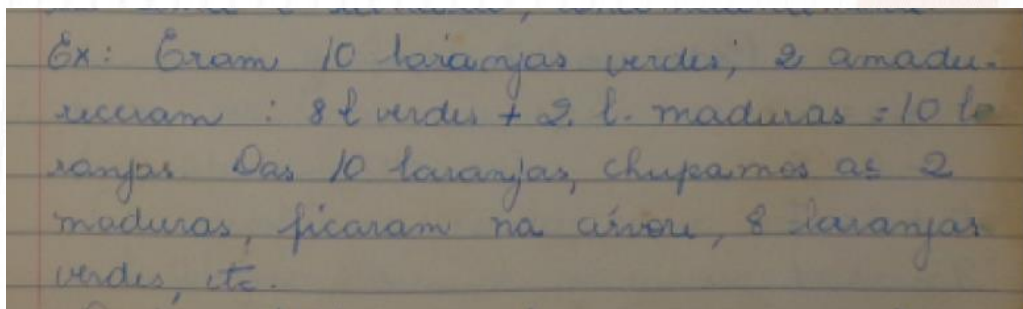 Ex: Eram 10 laranjas verdes; 2 amadu-
receram : 8 l verdes + 2. l. maduras = 10 la
ranjas. Das 10 laranjas, chupamos as 2
maduras, ficaram na árvore, 8 laranjas
verdes, etc.